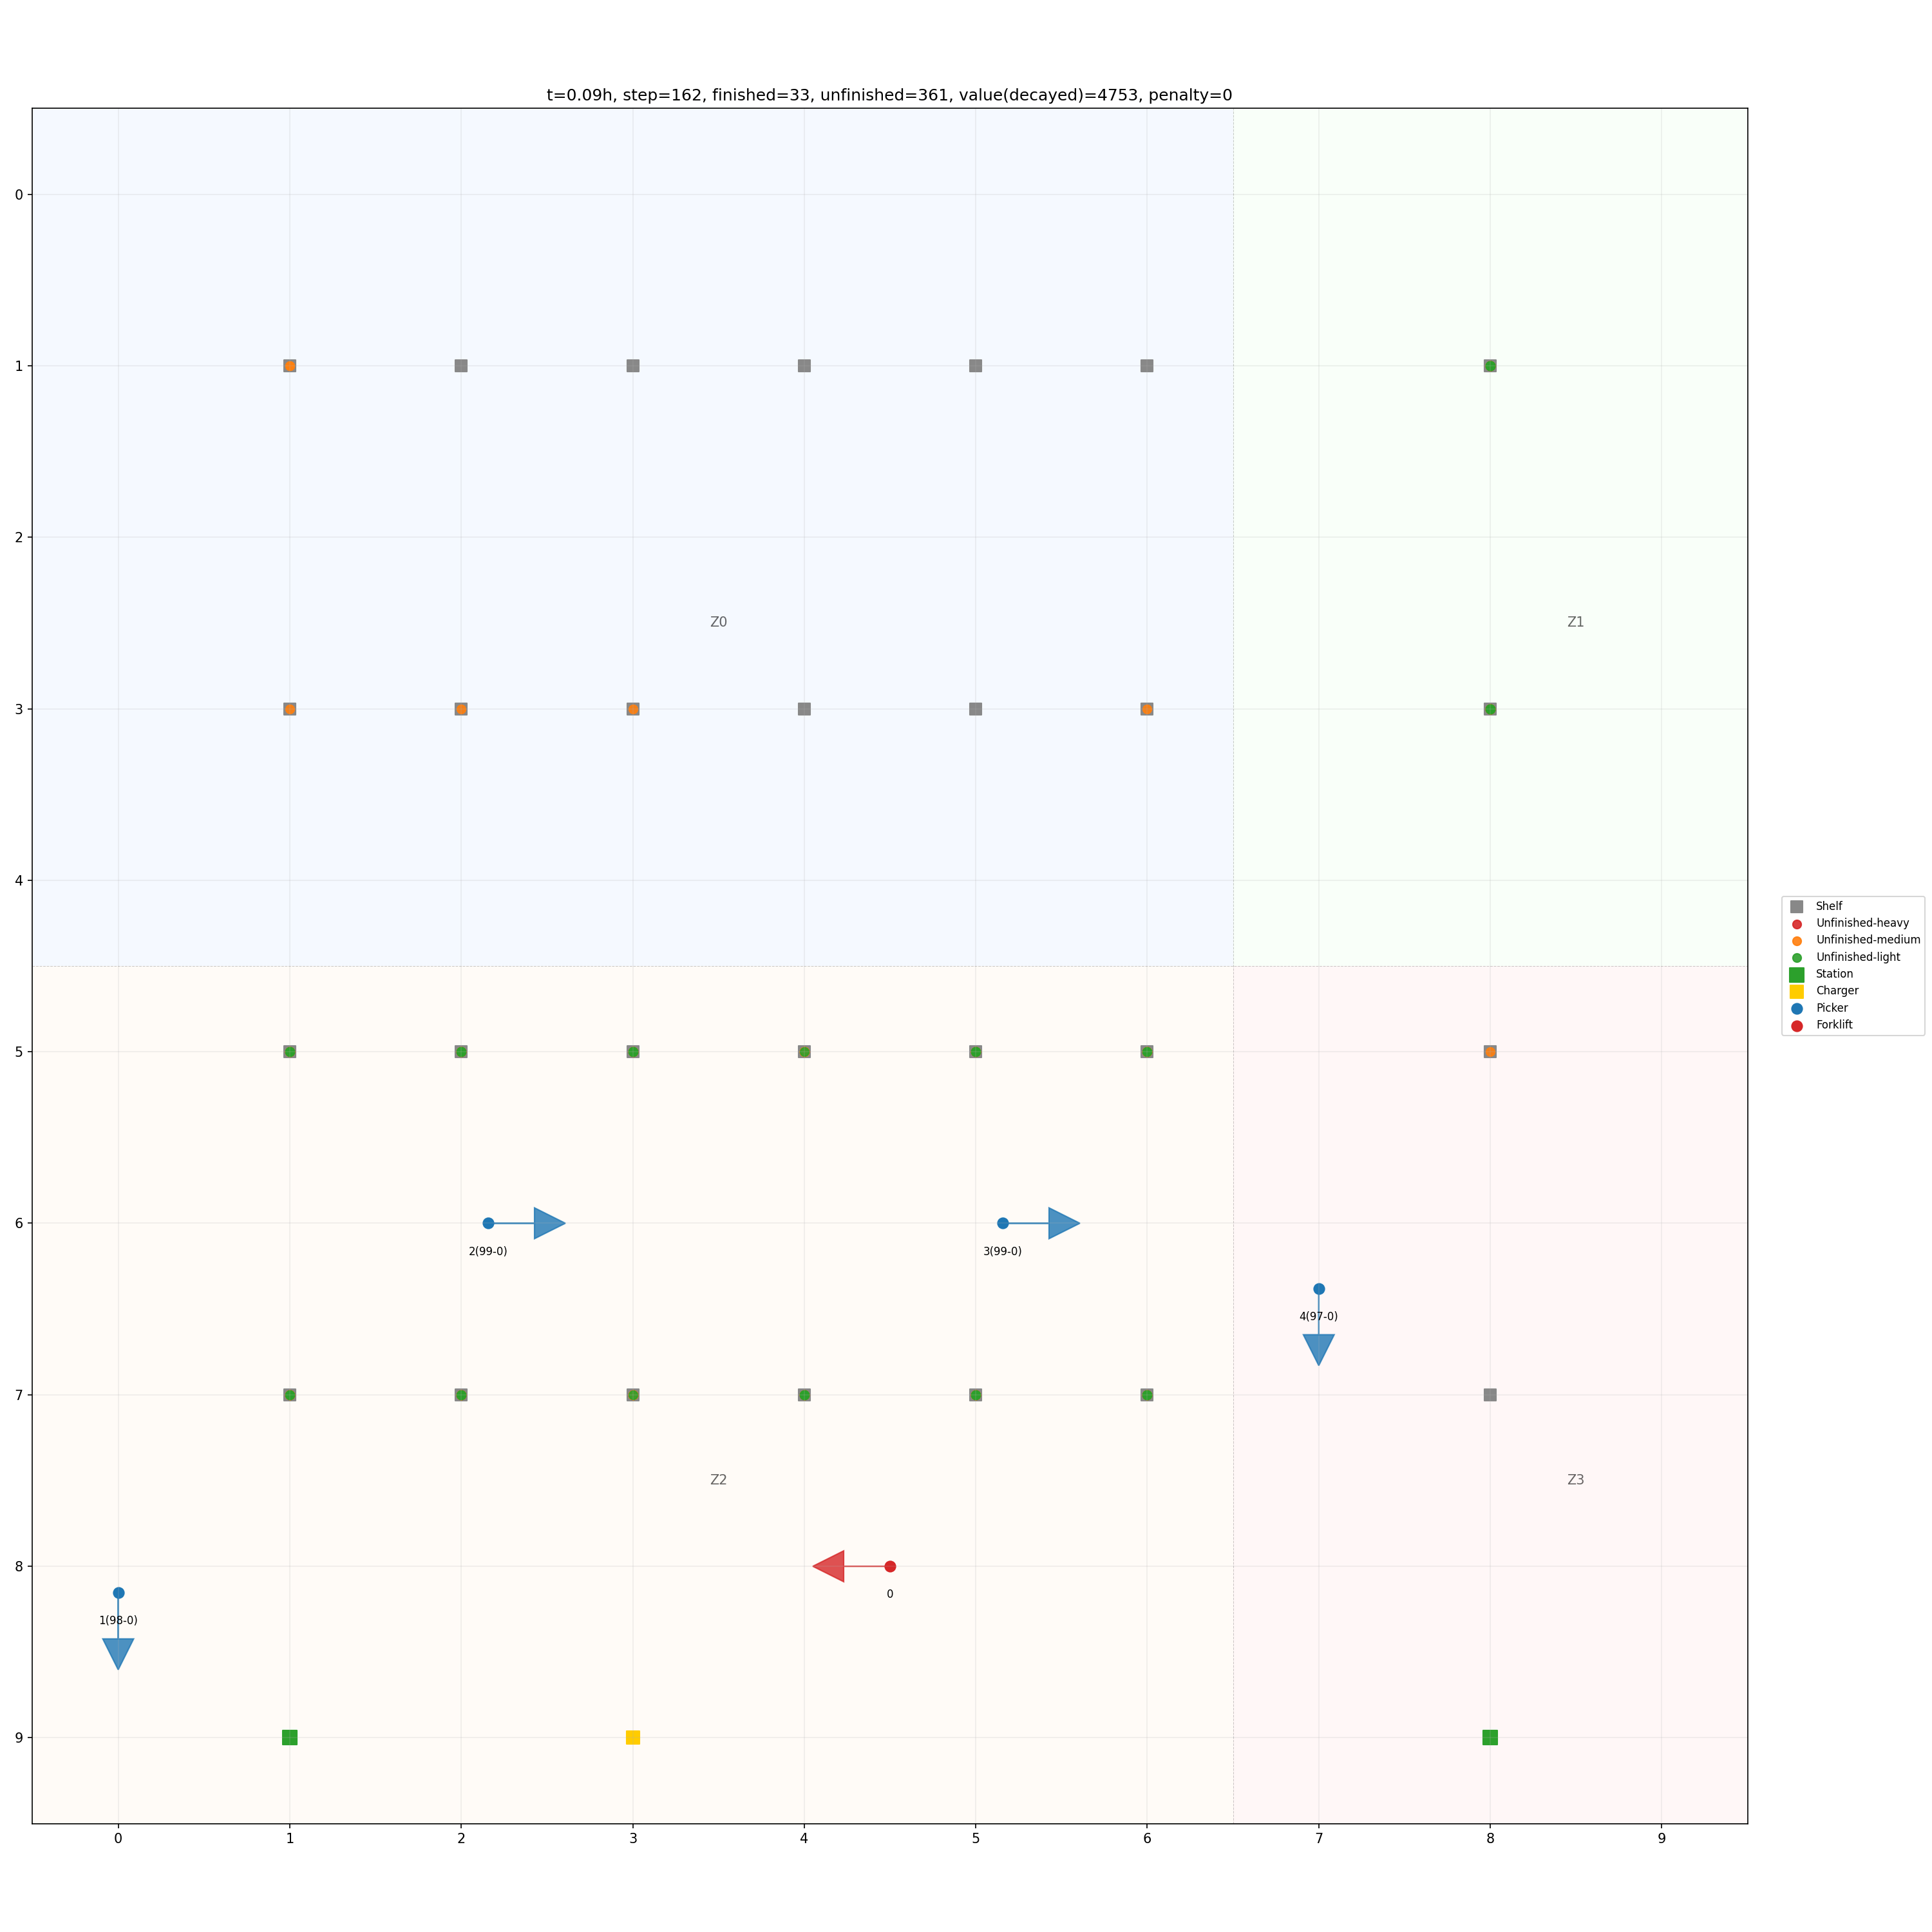 t=0.09h, step=162, finished=33, unfinished=361, value(decayed)=4753, penalty=0
0
1
2
Z0
Z1
3
4
Shelf
Unfinished-heavy
Unfinished-medium
Unfinished-light
Station
Charger
Picker
Forklift
5
6
2(99-0)
3(99-0)
4(97-0)
7
Z2
Z3
8
0
1(98-0)
9
0 1 2 3 4 5 6 7 8 9